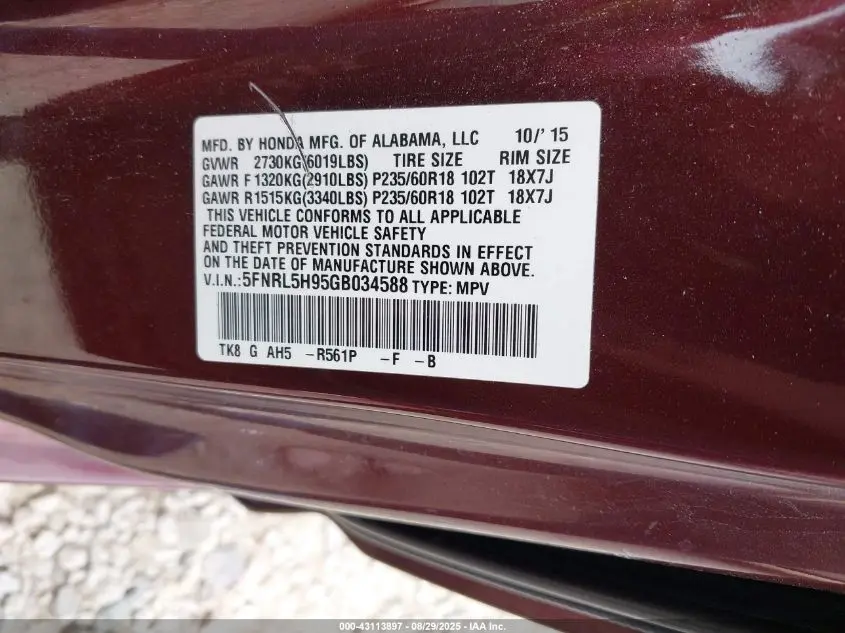 MFD. BY HONDA MFG. OF ALABAMA, LLC 10/'15
GVWR 2730KG(6019LBS) TIRE SIZE RIM SIZE
GAWR F1320KG(2910LBS) P235/60R18 102T 18X7J
GAWR R1515KG(3340LBS) P235/60R18 102T 18X7J
THIS VEHICLE CONFORMS TO ALL APPLICABLE
FEDERAL MOTOR VEHICLE SAFETY
AND THEFT PREVENTION STANDARDS IN EFFECT
ON THE DATE OF MANUFACTURE SHOWN ABOVE.
V.I.N.:5FNRL5H95GB034588 TYPE: MPV
TK8 G AH5 -R561P -F -B
000-43113897 - 08/29/2025 - IAA Inc.